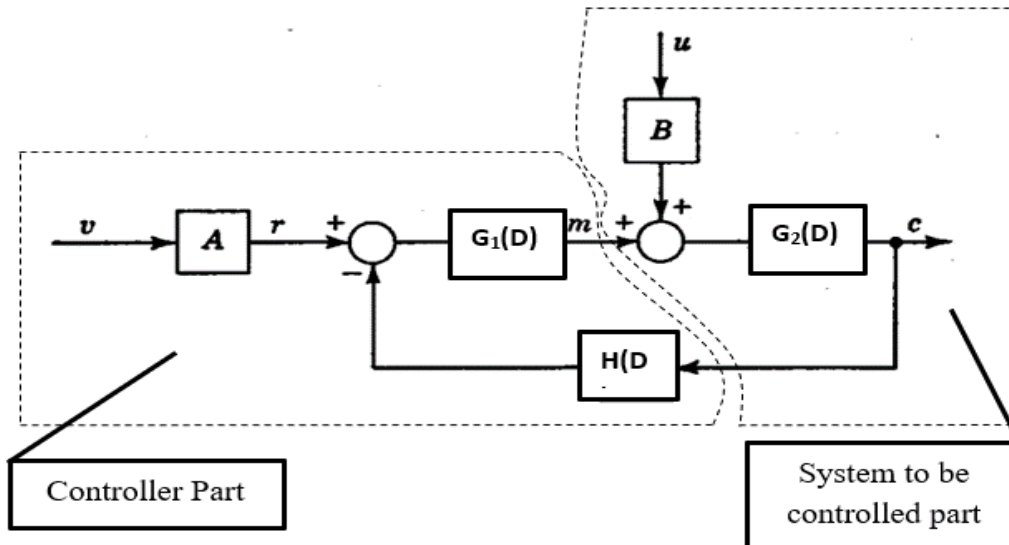 u
B
v
A
r
+
−
G₁(D)
m
+
+
G₂(D)
c
H(D
Controller Part
System to be
controlled part